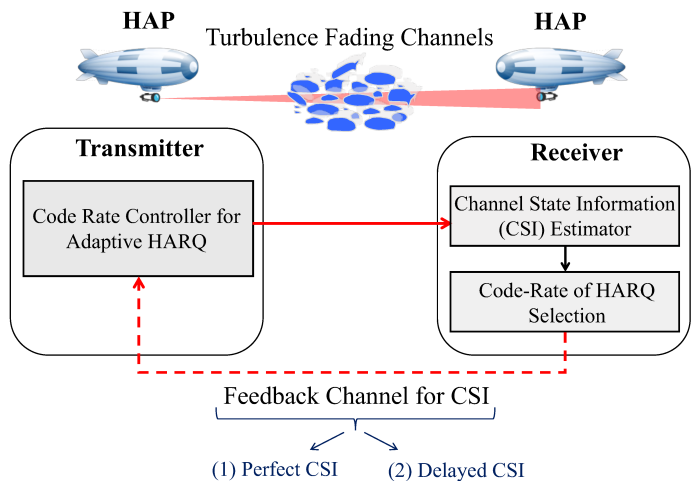 HAP
HAP
Turbulence Fading Channels
Transmitter
Receiver
Code Rate Controller for
Adaptive HARQ
Channel State Information
(CSI) Estimator
Code-Rate of HARQ
Selection
Feedback Channel for CSI
(1) Perfect CSI
(2) Delayed CSI